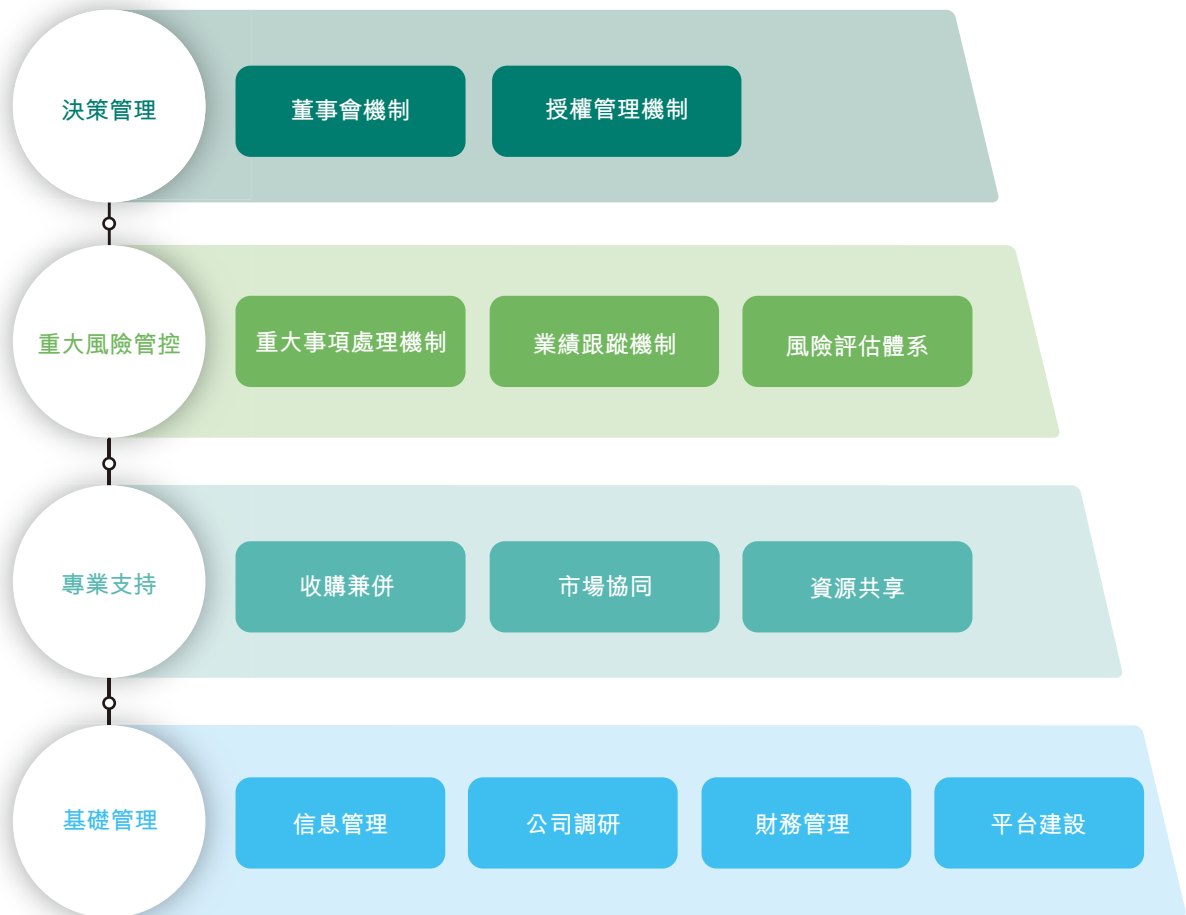 決策管理
董事會機制
授權管理機制
重大風險管控
重大事項處理機制
業績跟蹤機制
風險評估體系
專業支持
收購兼併
市場協同
資源共享
基礎管理
信息管理
公司調研
財務管理
平台建設